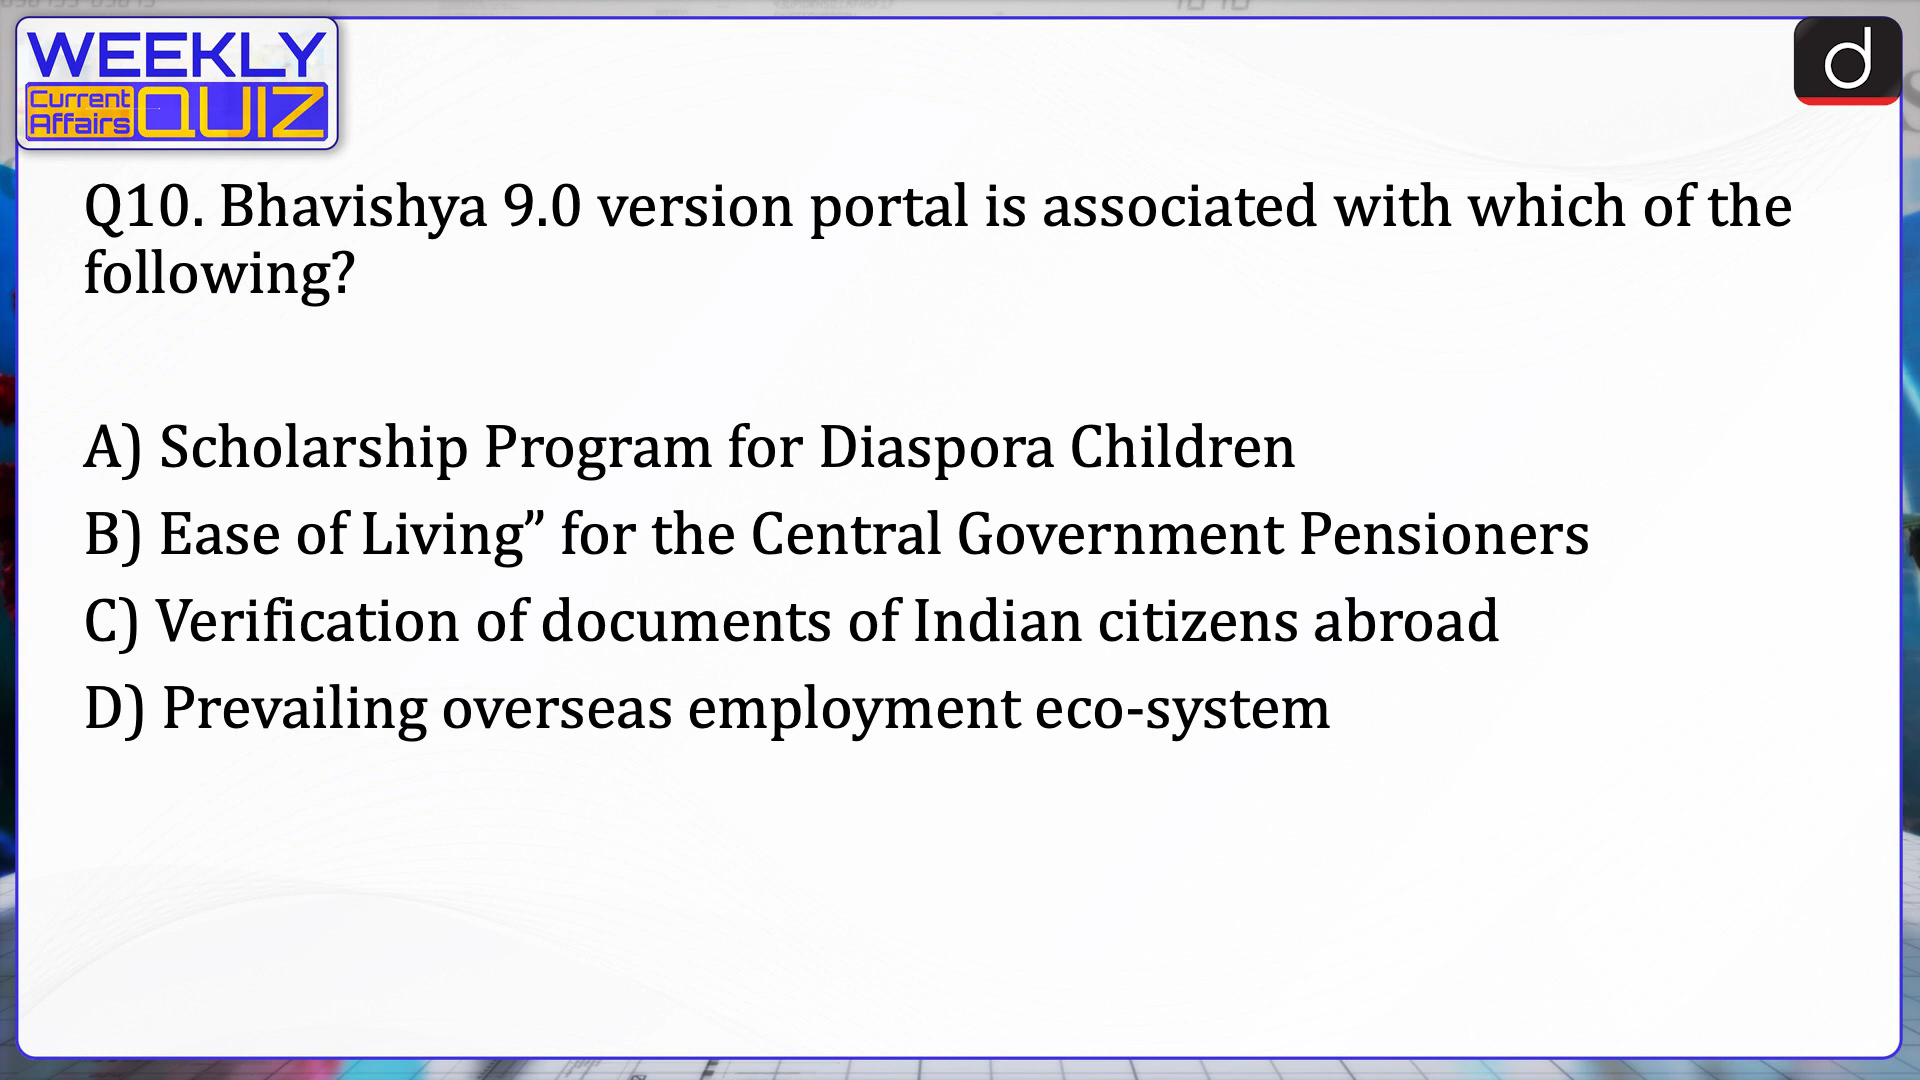 WEEKLY
Current
Affairs
QUIZ
d
Q10. Bhavishya 9.0 version portal is associated with which of the
following?
A) Scholarship Program for Diaspora Children
B) Ease of Living” for the Central Government Pensioners
C) Verification of documents of Indian citizens abroad
D) Prevailing overseas employment eco-system